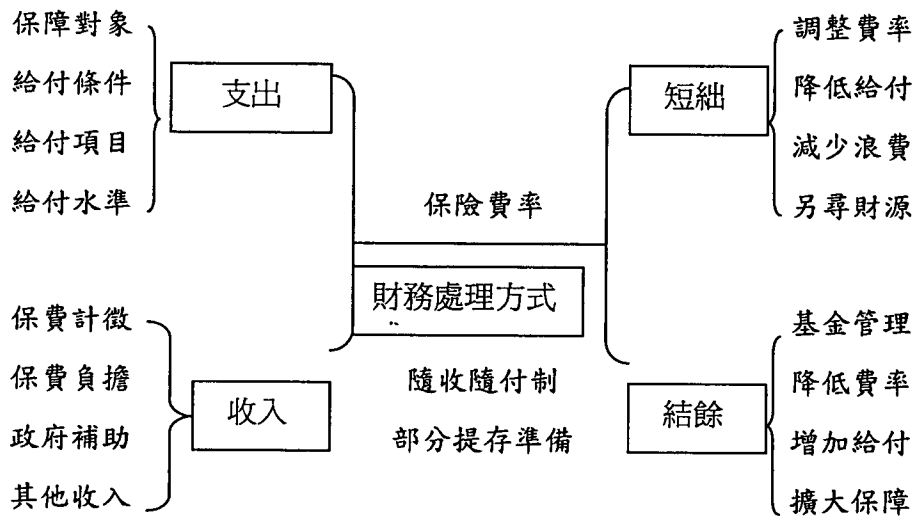 保障對象
給付條件
給付項目
給付水準
支出
保費計徵
保費負擔
政府補助
其他收入
收入
保險費率
財務處理方式
隨收隨付制
部分提存準備
短絀
調整費率
降低給付
減少浪費
另尋財源
結餘
基金管理
降低費率
增加給付
擴大保障